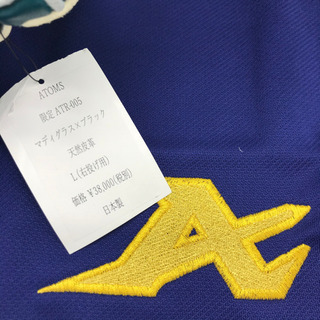 ATOMS
限定 ATR-005
マディグラス×ブラック
天然皮革
L(右投げ用)
価格 ¥38,000(税別)
日本製
A